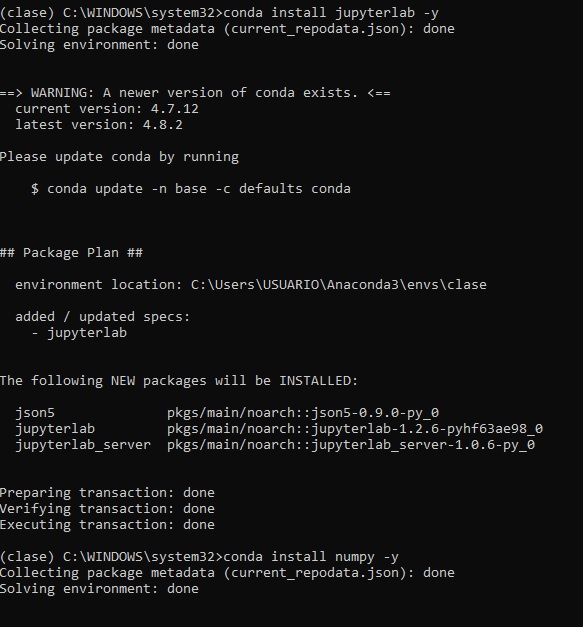 (clase) C:\WINDOWS\system32>conda install jupyterlab -y
Collecting package metadata (current_repodata.json): done
Solving environment: done
==> WARNING: A newer version of conda exists. <==
current version: 4.7.12
latest version: 4.8.2
Please update conda by running
$ conda update -n base -c defaults conda
## Package Plan ##
environment location: C:\Users\USUARIO\Anaconda3\envs\clase
added / updated specs:
- jupyterlab
The following NEW packages will be INSTALLED:
json5 pkgs/main/noarch::json5-0.9.0-py_0
jupyterlab pkgs/main/noarch::jupyterlab-1.2.6-pyhf63ae98_0
jupyterlab_server pkgs/main/noarch::jupyterlab_server-1.0.6-py_0
Preparing transaction: done
Verifying transaction: done
Executing transaction: done
(clase) C:\WINDOWS\system32>conda install numpy -y
Collecting package metadata (current_repodata.json): done
Solving environment: done